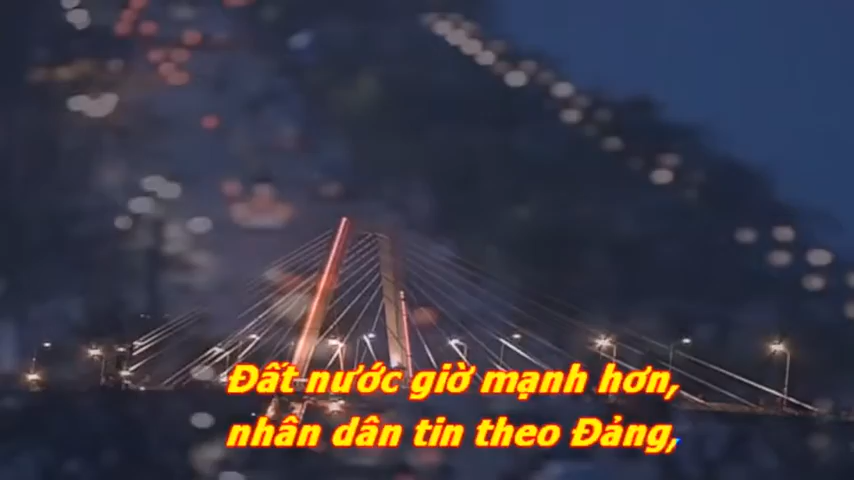 Đất nước giờ mạnh hơn,
nhân dân tin theo Đảng,